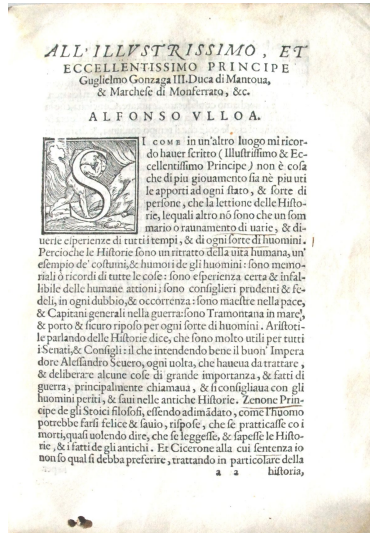 ALL'ILLVSTRISSIMO, ET
ECCELLENTISSIMO PRINCIPE
Guglielmo Gonzaga III. Duca di Mantoua,
& Marchese di Monferrato, &c.
ALFONSO VLLOA.
SI COME in un'altro luogo mi ricor-
do hauer scritto (Illustrissimo & Ec-
cellentissimo Principe) non è cosa
che di piu giouamento sia nè piu uti
le apporti ad ogni stato, & sorte di
persone, che la lettione delle Histo-
rie, lequali altro nō sono che un som
mario o raunamento di uarie, & di-
uerse esperienze di tutti i tempi, & di ogni sorte di huomini.
Percioche le Historie sono un ritratto della uita humana, un'
esempio de' costumi, & humori de gli huomini: sono memo-
riali ò ricordi di tutte le cose: sono esperienza certa & infal-
libile delle humane attioni; sono consiglieri prudenti & fe-
deli, in ogni dubbio, & occorrenza: sono maestre nella pace,
& Capitani generali nella guerra: sono Tramontana in mare,
& porto & sicuro riposo per ogni sorte di huomini. Aristoti-
le parlando delle Historie dice, che sono molto utili per tutti
i Senati, & Consigli: il che intendendo bene il buon' Impera
dore Alessandro Seuero, ogni uolta, che haueua da trattare,
& deliberare alcune cose di grande importanza, & fatti di
guerra, principalmente chiamaua, & si consigliaua con gli
huomini periti, & saui nelle antiche Historie. Zenone Prin-
cipe de gli Stoici filosofi, essendo adimādato, come l'huomo
potrebbe farsi felice & sauio, rispose, che se pratticasse co i
morti, quasi uolendo dire, che se leggesse, & sapesse le Histo-
rie, & i fatti de gli antichi. Et Cicerone alla cui sentenza io
non so qual si debba preferire, trattando in particolare della
a 2 historia,